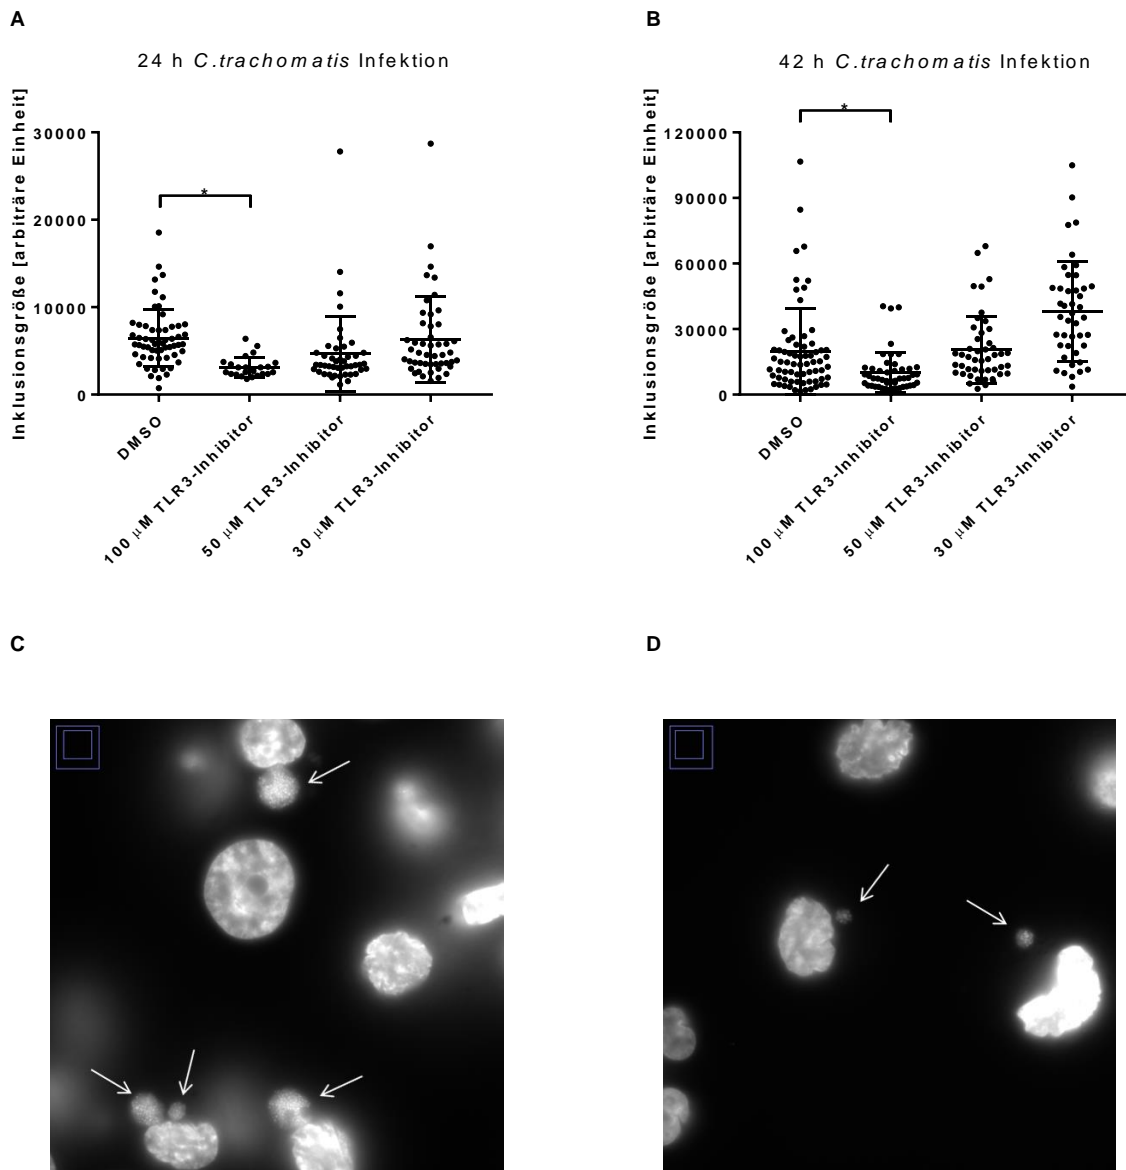 A
B
24 h C.trachomatis Infektion
42 h C.trachomatis Infektion
Inklusionsgröße [arbiträre Einheit]
30000
20000
10000
0
*
DMSO
100 μM TLR3-Inhibitor
50 μM TLR3-Inhibitor
30 μM TLR3-Inhibitor
Inklusionsgröße [arbiträre Einheit]
120000
90000
60000
30000
0
*
DMSO
100 μM TLR3-Inhibitor
50 μM TLR3-Inhibitor
30 μM TLR3-Inhibitor
C
D